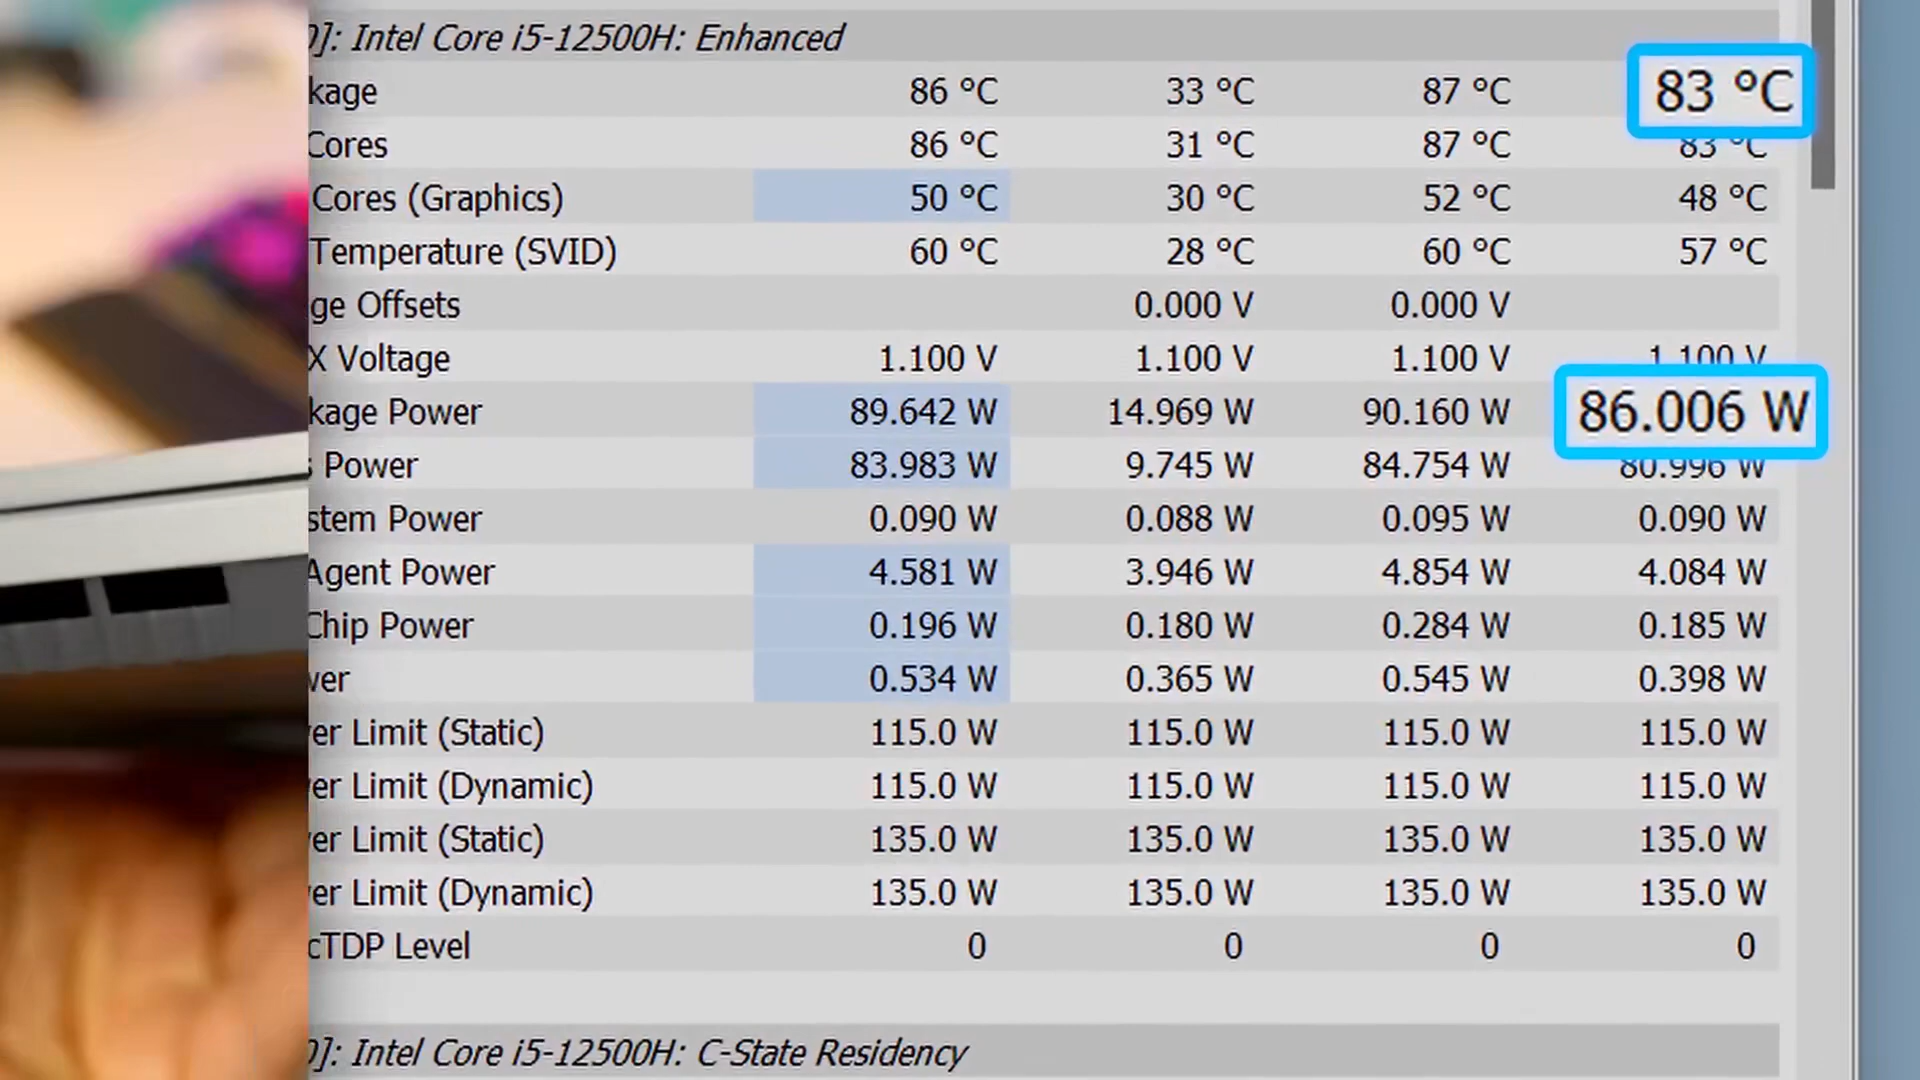 ]: Intel Core i5-12500H: Enhanced
kage 86 °C 33 °C 87 °C 83 °C
Cores 86 °C 31 °C 87 °C 83 °C
Cores (Graphics) 50 °C 30 °C 52 °C 48 °C
Temperature (SVID) 60 °C 28 °C 60 °C 57 °C
ge Offsets 0.000 V 0.000 V
X Voltage 1.100 V 1.100 V 1.100 V 1.100 V
kage Power 89.642 W 14.969 W 90.160 W 86.006 W
s Power 83.983 W 9.745 W 84.754 W 80.996 W
stem Power 0.090 W 0.088 W 0.095 W 0.090 W
Agent Power 4.581 W 3.946 W 4.854 W 4.084 W
Chip Power 0.196 W 0.180 W 0.284 W 0.185 W
wer 0.534 W 0.365 W 0.545 W 0.398 W
er Limit (Static) 115.0 W 115.0 W 115.0 W 115.0 W
er Limit (Dynamic) 115.0 W 115.0 W 115.0 W 115.0 W
er Limit (Static) 135.0 W 135.0 W 135.0 W 135.0 W
er Limit (Dynamic) 135.0 W 135.0 W 135.0 W 135.0 W
cTDP Level 0 0 0 0
]: Intel Core i5-12500H: C-State Residency